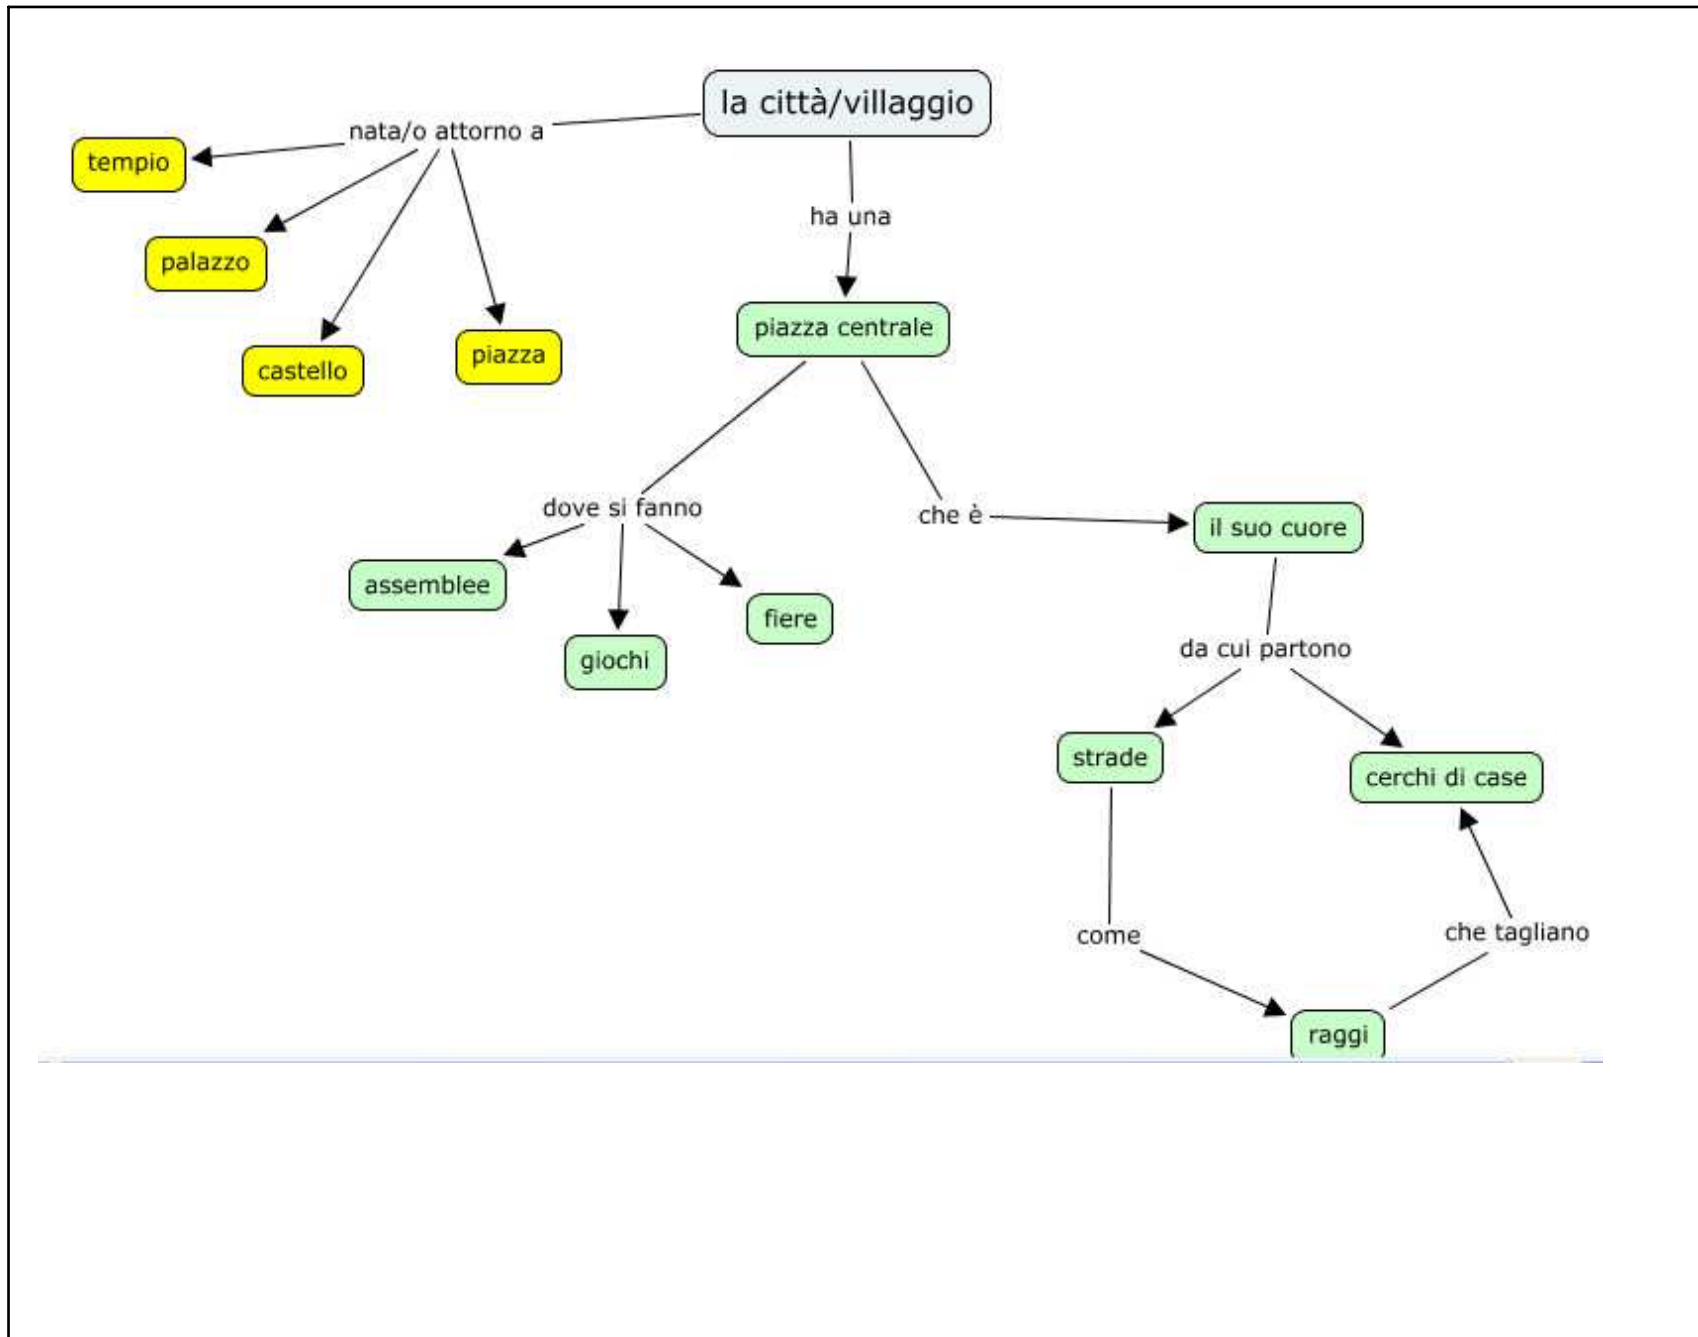 la città/villaggio
nata/o attorno a
tempio
palazzo
castello
piazza
ha una
piazza centrale
dove si fanno
assemblee
giochi
fiere
che è
il suo cuore
da cui partono
strade
cerchi di case
come
che tagliano
raggi